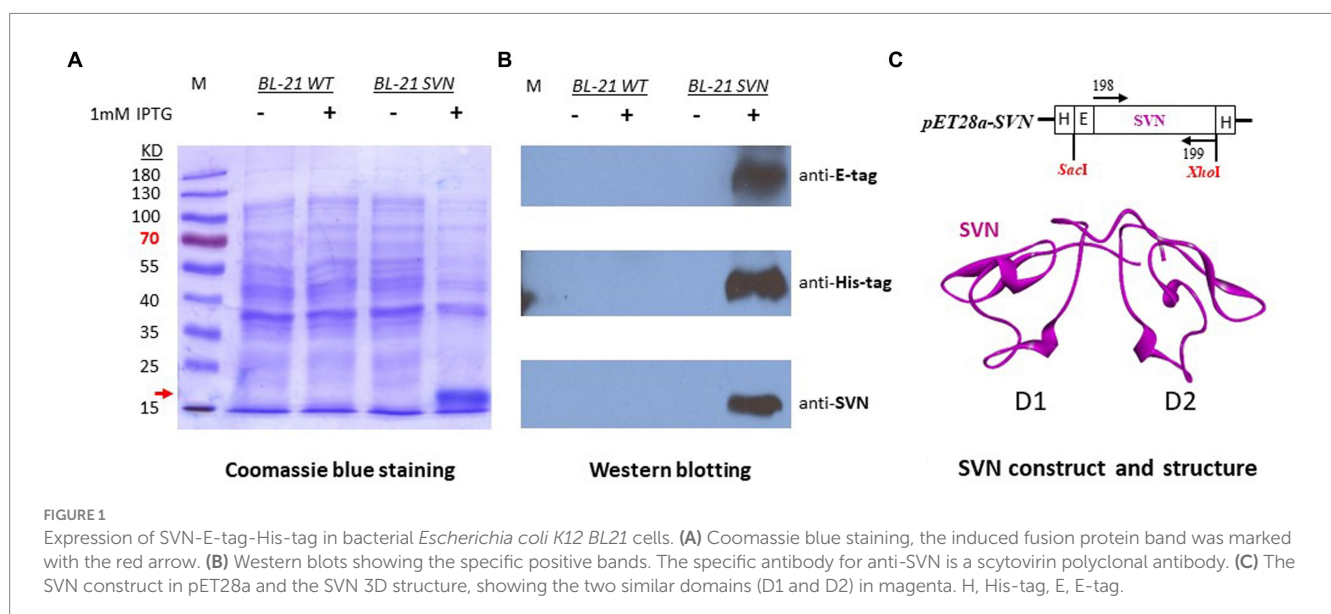 A
M
BL-21 WT
BL-21 SVN
1mM IPTG
-
+
-
+
KD
180
130
100
70
55
40
35
25
15
Coomassie blue staining
B
M
BL-21 WT
BL-21 SVN
-
+
-
+
anti-E-tag
anti-His-tag
anti-SVN
Western blotting
C
pET28a-SVN
H
E
198
SVN
199
H
SacI
XhoI
SVN
D1
D2
SVN construct and structure
FIGURE 1
Expression of SVN-E-tag-His-tag in bacterial Escherichia coli K12 BL21 cells. (A) Coomassie blue staining, the induced fusion protein band was marked
with the red arrow. (B) Western blots showing the specific positive bands. The specific antibody for anti-SVN is a scytovirin polyclonal antibody. (C) The
SVN construct in pET28a and the SVN 3D structure, showing the two similar domains (D1 and D2) in magenta. H, His-tag, E, E-tag.